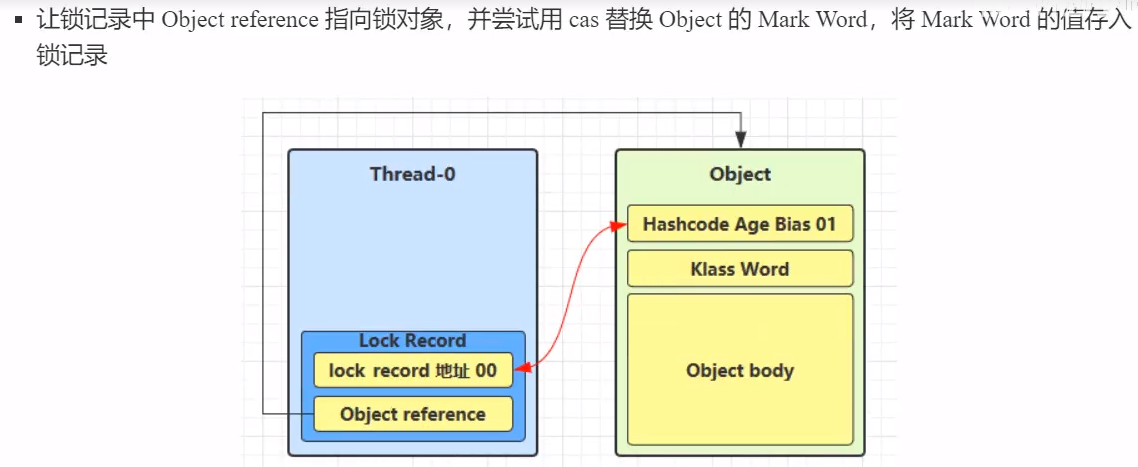 让锁记录中 Object reference 指向锁对象，并尝试用 cas 替换 Object 的 Mark Word，将 Mark Word 的值存入
锁记录
Thread-0
Object
Hashcode Age Bias 01
Klass Word
Lock Record
lock record 地址 00
Object body
Object reference